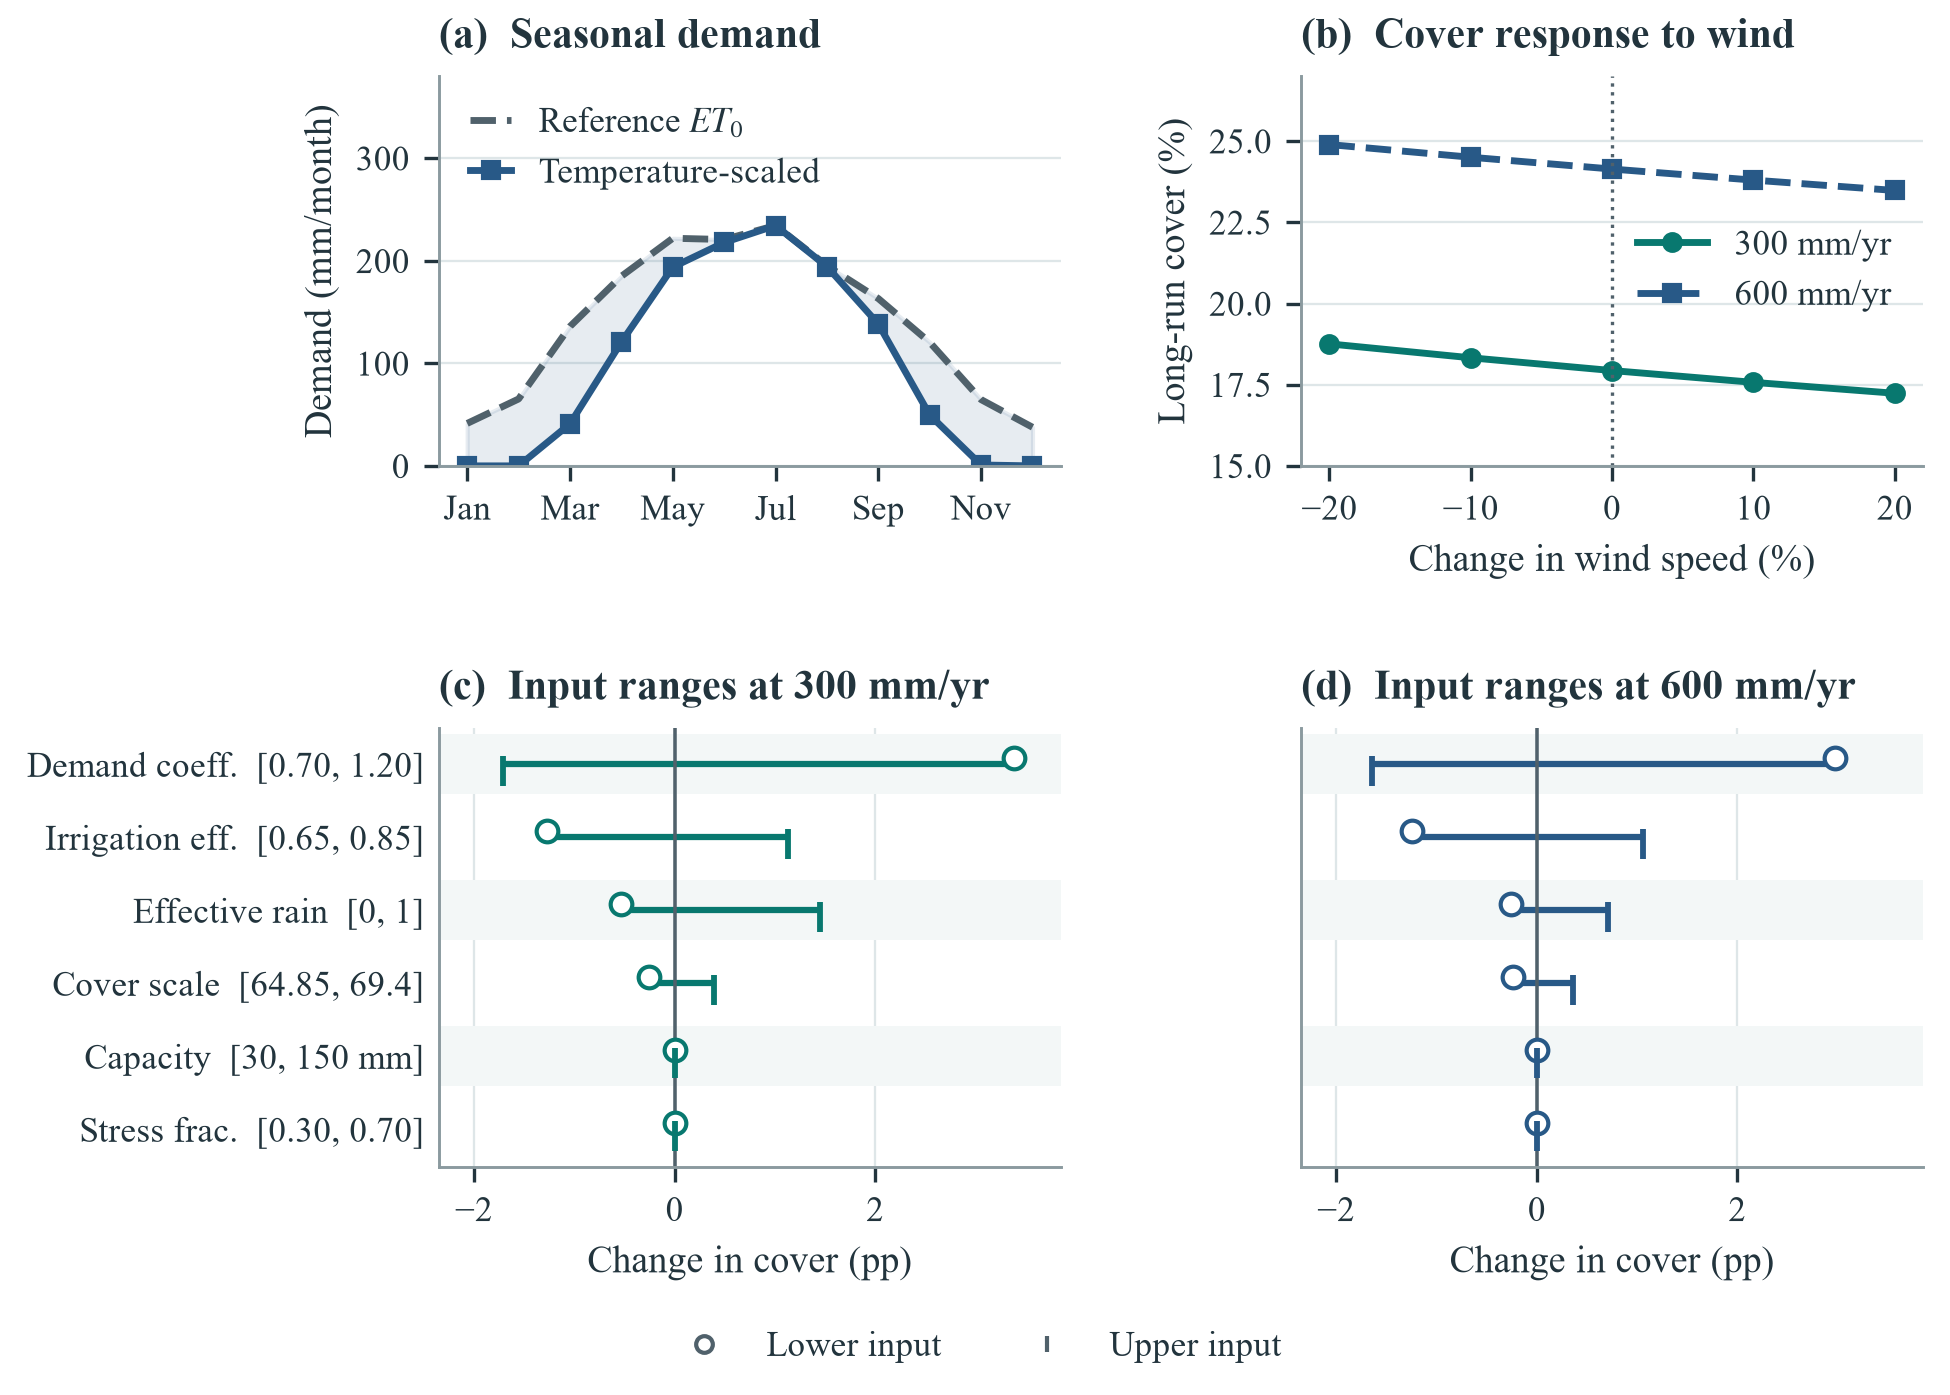 (a) Seasonal demand
Demand (mm/month)
300
200
100
0
Reference ET0
Temperature-scaled
Jan Mar May Jul Sep Nov
(b) Cover response to wind
Long-run cover (%)
25.0
22.5
20.0
17.5
15.0
300 mm/yr
600 mm/yr
−20 −10 0 10 20
Change in wind speed (%)
(c) Input ranges at 300 mm/yr
Demand coeff. [0.70, 1.20]
Irrigation eff. [0.65, 0.85]
Effective rain [0, 1]
Cover scale [64.85, 69.4]
Capacity [30, 150 mm]
Stress frac. [0.30, 0.70]
−2 0 2
Change in cover (pp)
(d) Input ranges at 600 mm/yr
−2 0 2
Change in cover (pp)
Lower input Upper input